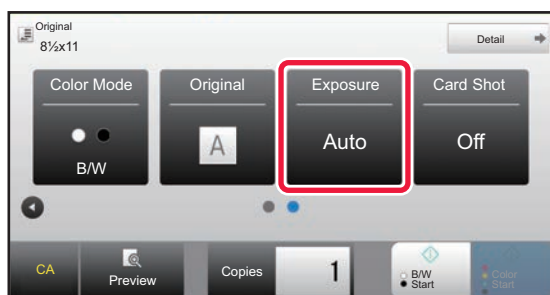 Original
8½x11
Detail
Color Mode
B/W
Original
A
Exposure
Auto
Card Shot
Off
CA
Preview
Copies
1
B/W
Start
Color
Start